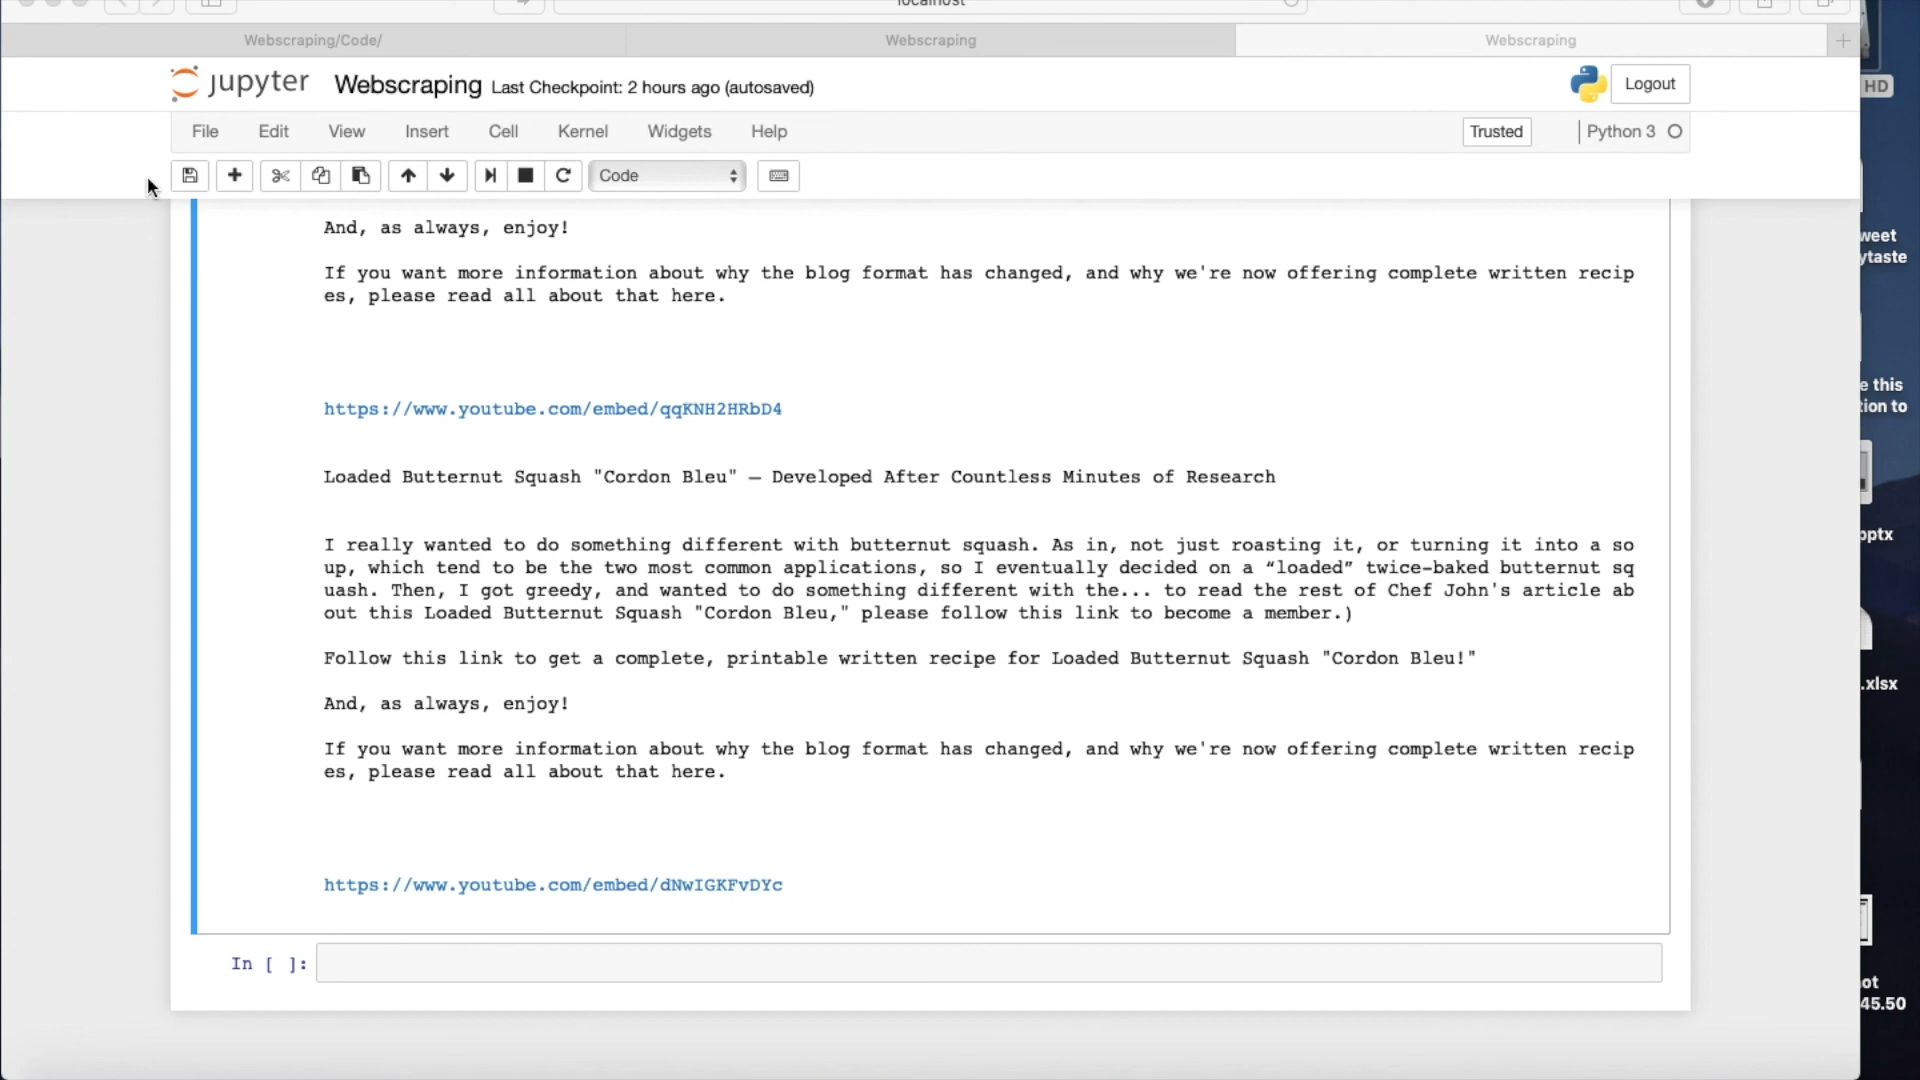 localhost
Webscraping/Code/
Webscraping
Webscraping
jupyter Webscraping Last Checkpoint: 2 hours ago (autosaved)
Logout
HD
File Edit View Insert Cell Kernel Widgets Help
Trusted
Python 3
Code
And, as always, enjoy!
If you want more information about why the blog format has changed, and why we're now offering complete written recip
es, please read all about that here.
https://www.youtube.com/embed/qqKNH2HRbD4
Loaded Butternut Squash "Cordon Bleu" – Developed After Countless Minutes of Research
I really wanted to do something different with butternut squash. As in, not just roasting it, or turning it into a so
up, which tend to be the two most common applications, so I eventually decided on a “loaded” twice-baked butternut sq
uash. Then, I got greedy, and wanted to do something different with the... to read the rest of Chef John's article ab
out this Loaded Butternut Squash "Cordon Bleu," please follow this link to become a member.)
Follow this link to get a complete, printable written recipe for Loaded Butternut Squash "Cordon Bleu!"
And, as always, enjoy!
If you want more information about why the blog format has changed, and why we're now offering complete written recip
es, please read all about that here.
https://www.youtube.com/embed/dNwIGKFvDYc
In [ ]:
weet
ytaste
e this
tion to
pptx
.xlsx
ot
45.50